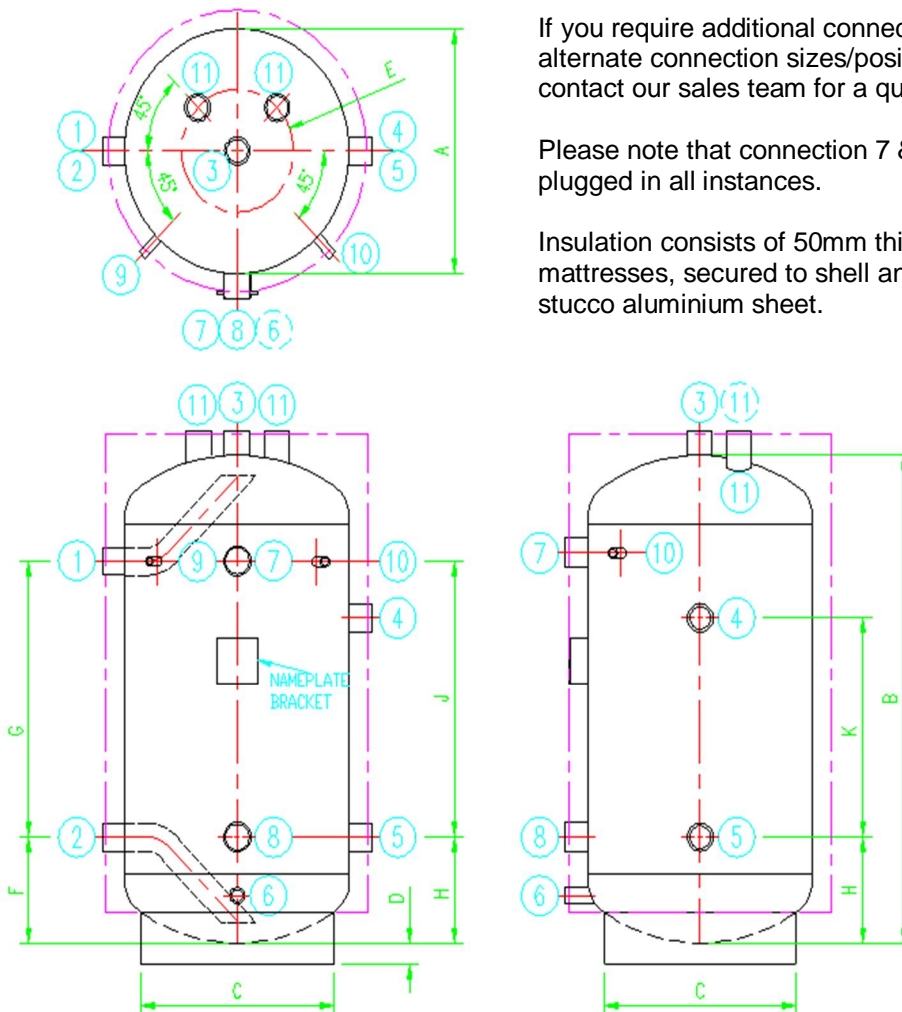 If you require additional connec
alternate connection sizes/posi
contact our sales team for a qu
Please note that connection 7 &
plugged in all instances.
Insulation consists of 50mm thi
mattresses, secured to shell an
stucco aluminium sheet.
11 11
E
45°
1 4
A
2 3 5
45° 45°
9 10
7 8 6
11 3 11
1 9 7 10
4
NAMEPLATE
BRACKET
G J
2 8 5
6
F D H
C
3 11
11
7 10
4
B
K
8 5
6
H
C